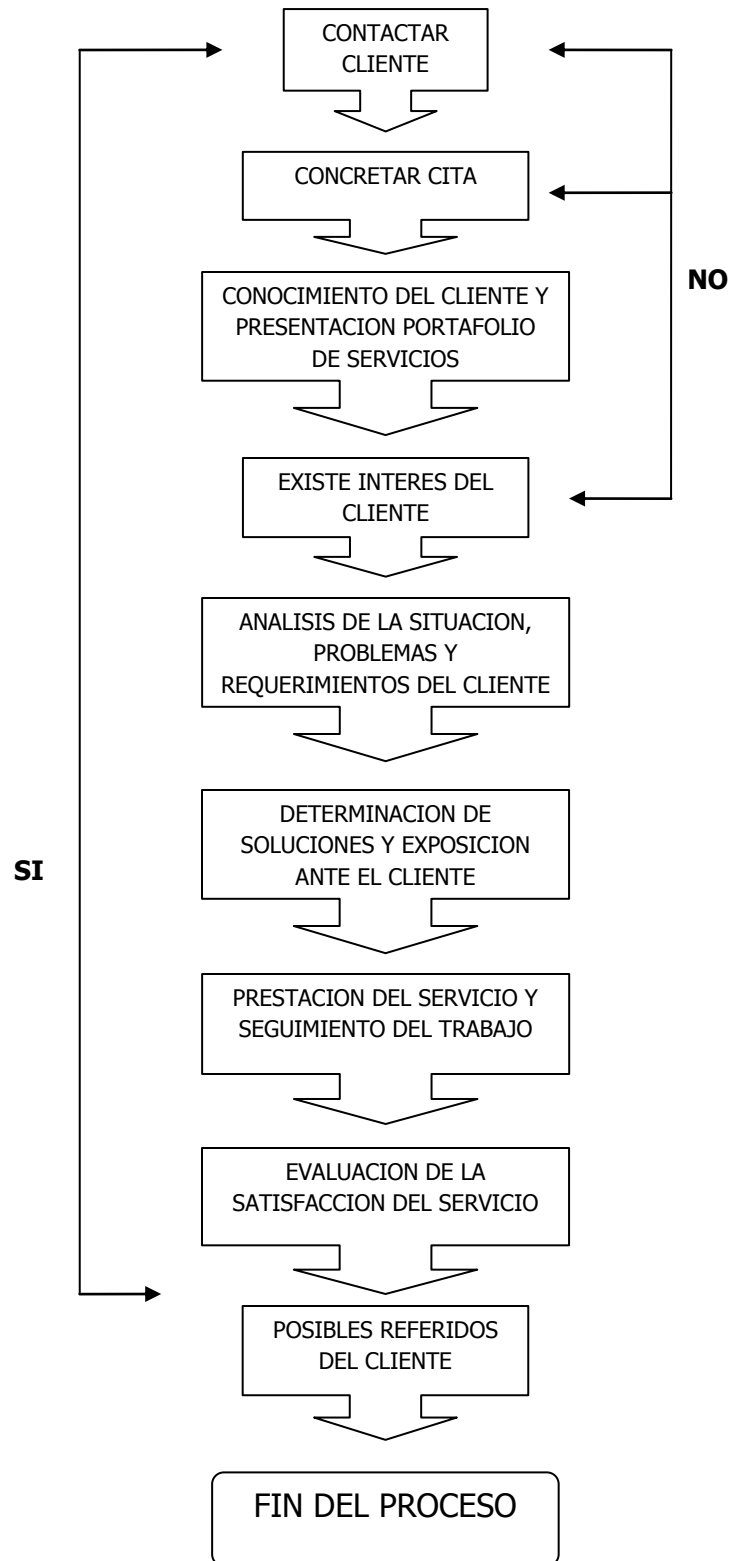 CONTACTAR
CLIENTE
CONCRETAR CITA
NO
CONOCIMIENTO DEL CLIENTE Y
PRESENTACION PORTAFOLIO
DE SERVICIOS
EXISTE INTERES DEL
CLIENTE
ANALISIS DE LA SITUACION,
PROBLEMAS Y
REQUERIMIENTOS DEL CLIENTE
DETERMINACION DE
SOLUCIONES Y EXPOSICION
ANTE EL CLIENTE
SI
PRESTACION DEL SERVICIO Y
SEGUIMIENTO DEL TRABAJO
EVALUACION DE LA
SATISFACCION DEL SERVICIO
POSIBLES REFERIDOS
DEL CLIENTE
FIN DEL PROCESO